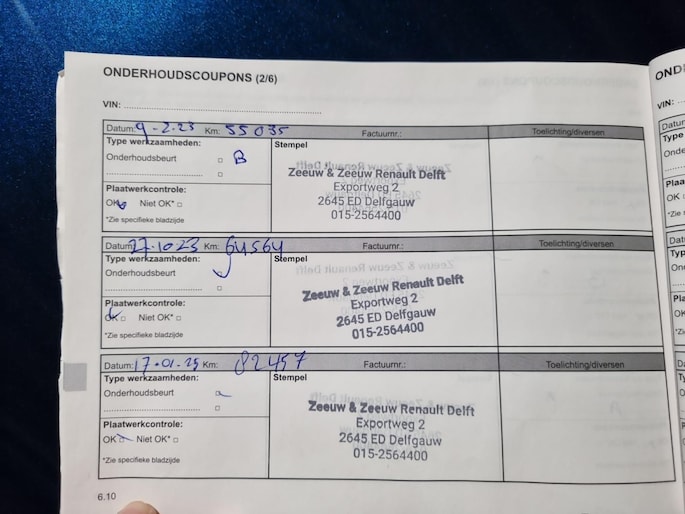 ONDERHOUDSCOUPONS (2/6)
VIN: ....................
Datum: 9-2.23 Km: 55035 Factuurnr.: Toelichting/diversen
Type werkzaamheden: Stempel
Onderhoudsbeurt □ B
.................... □
Plaatwerkcontrole:
OK □ Niet OK* □
*Zie specifieke bladzijde
Zeeuw & Zeeuw Renault Delft
Exportweg 2
2645 ED Delfgauw
015-2564400
Datum: 27-10-23 Km: 64564 Factuurnr.: Toelichting/diversen
Type werkzaamheden: Stempel
Onderhoudsbeurt □
.................... □
Plaatwerkcontrole:
OK □ Niet OK* □
*Zie specifieke bladzijde
Zeeuw & Zeeuw Renault Delft
Exportweg 2
2645 ED Delfgauw
015-2564400
Datum: 17-01-25 Km: 82457 Factuurnr.: Toelichting/diversen
Type werkzaamheden: Stempel
Onderhoudsbeurt □
.................... □
Plaatwerkcontrole:
OK □ Niet OK* □
*Zie specifieke bladzijde
Zeeuw & Zeeuw Renault Delft
Exportweg 2
2645 ED Delfgauw
015-2564400
6.10